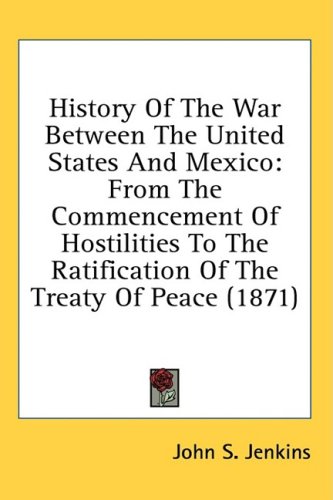 History Of The War
Between The United
States And Mexico:
From The
Commencement Of
Hostilities To The
Ratification Of The
Treaty Of Peace (1871)
John S. Jenkins